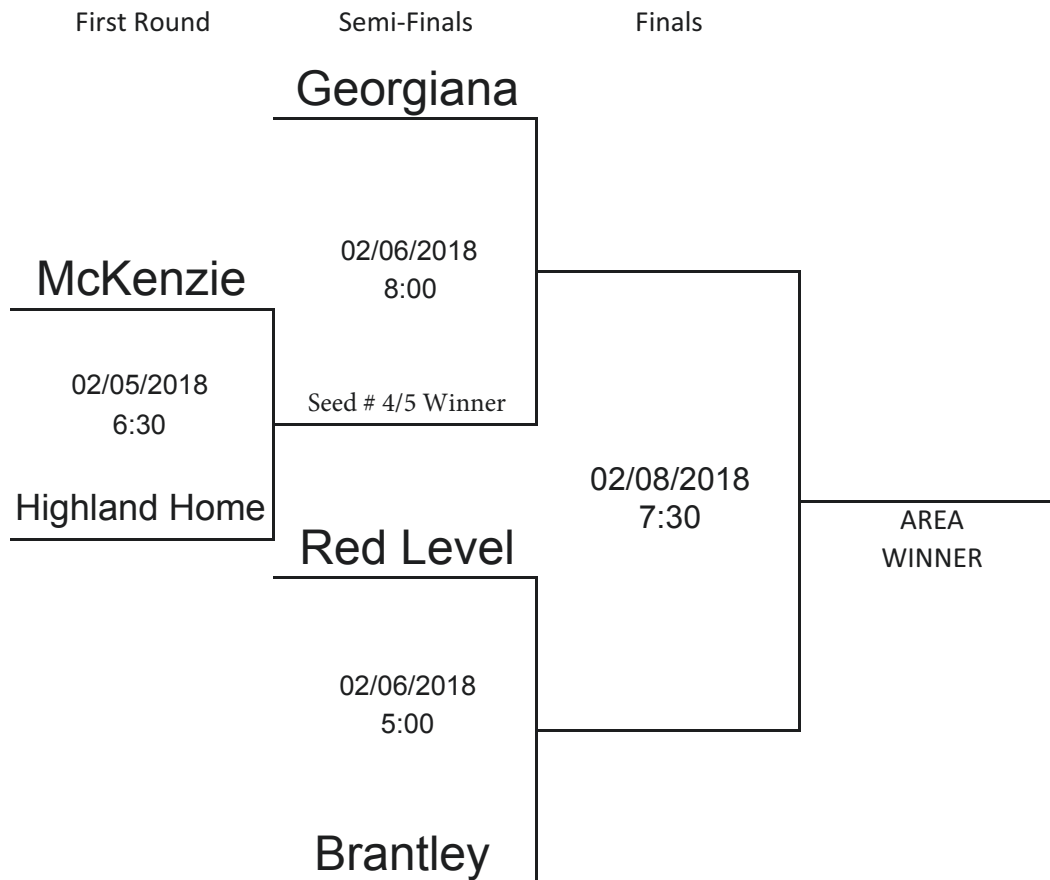 First Round
Semi-Finals
Finals
Georgiana
02/06/2018
8:00
McKenzie
02/05/2018
6:30
Seed # 4/5 Winner
Highland Home
Red Level
02/08/2018
7:30
AREA
WINNER
02/06/2018
5:00
Brantley